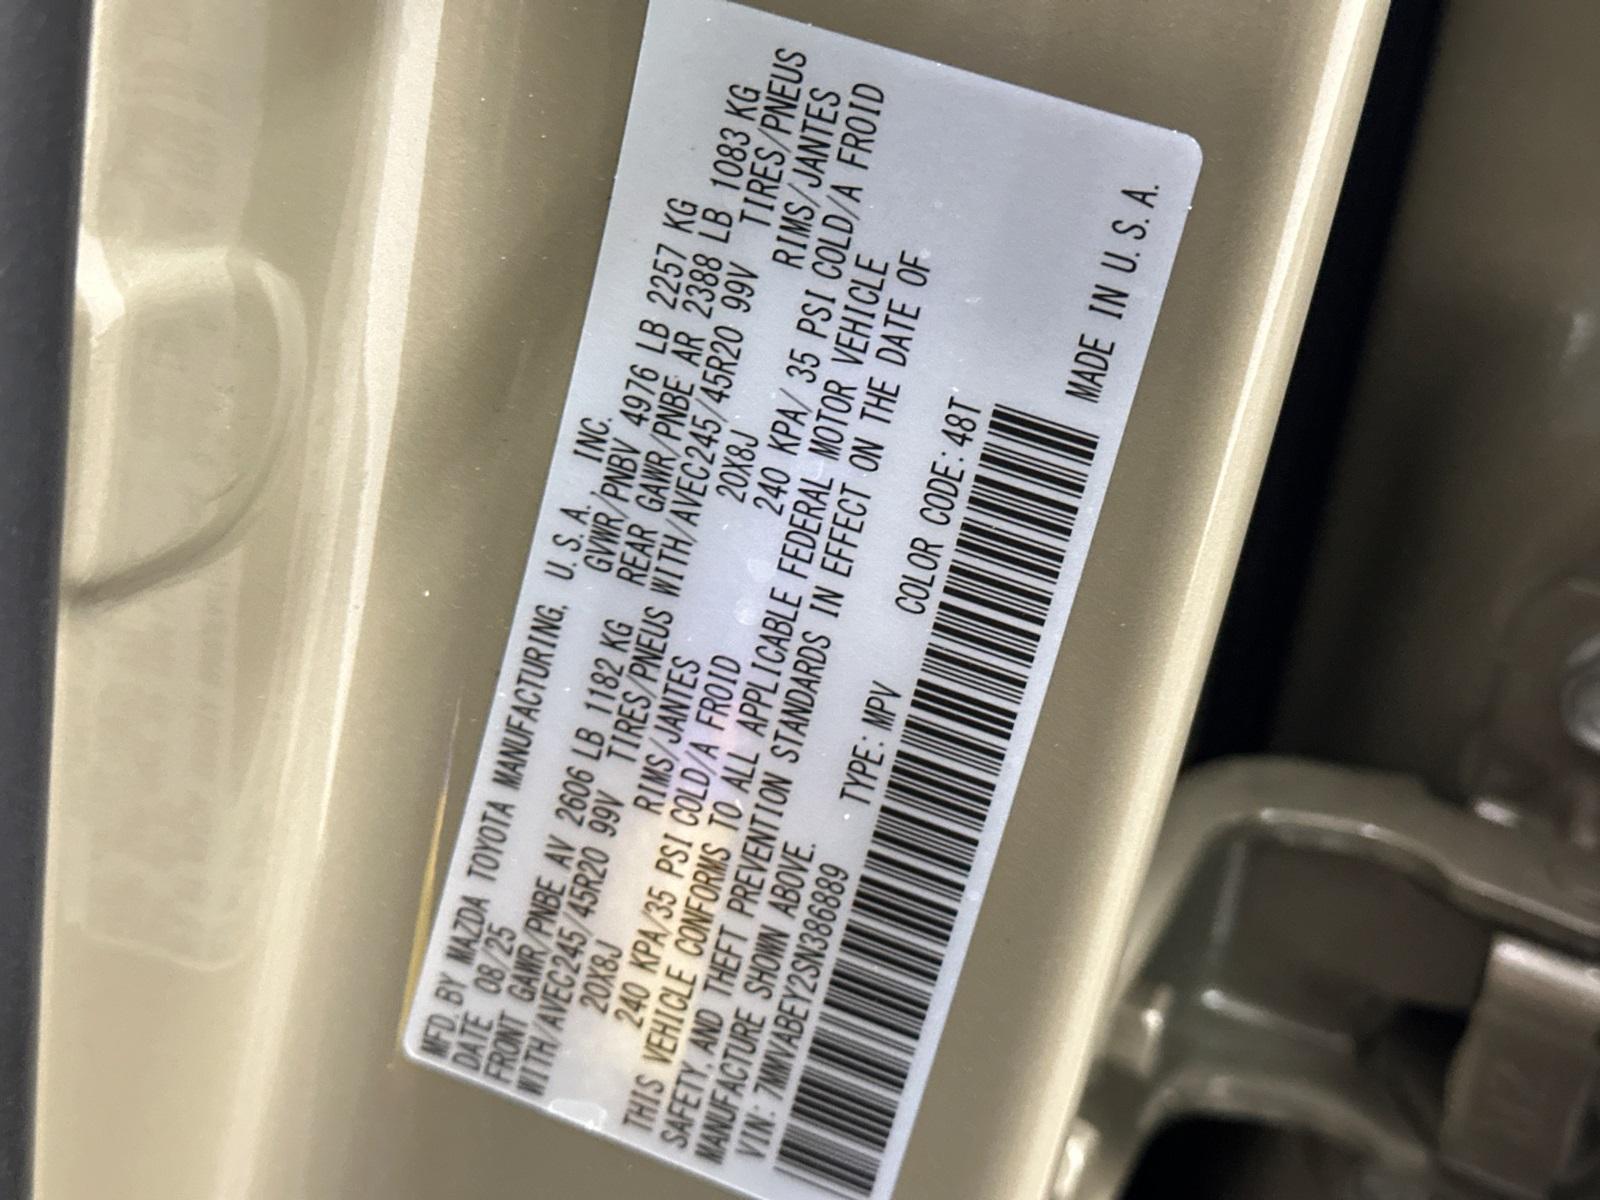 MFD. BY MAZDA TOYOTA MANUFACTURING, U.S.A. INC.
DATE 08/25 GVWR/PNBV 4976 LB 2257 KG
FRONT GAWR/PNBE AV 2606 LB 1182 KG REAR GAWR/PNBE AR 2388 LB 1083 KG
WITH/AVEC245/45R20 99V TIRES/PNEUS WITH/AVEC245/45R20 99V TIRES/PNEUS
20X8J RIMS/JANTES 20X8J RIMS/JANTES
240 KPA/35 PSI COLD/A FROID 240 KPA/ 35 PSI COLD/A FROID
THIS VEHICLE CONFORMS TO ALL APPLICABLE FEDERAL MOTOR VEHICLE
SAFETY, AND THEFT PREVENTION STANDARDS IN EFFECT ON THE DATE OF
MANUFACTURE SHOWN ABOVE.
VIN: 7MMVABEY2SN386889 TYPE: MPV COLOR CODE: 48T
MADE IN U.S.A.